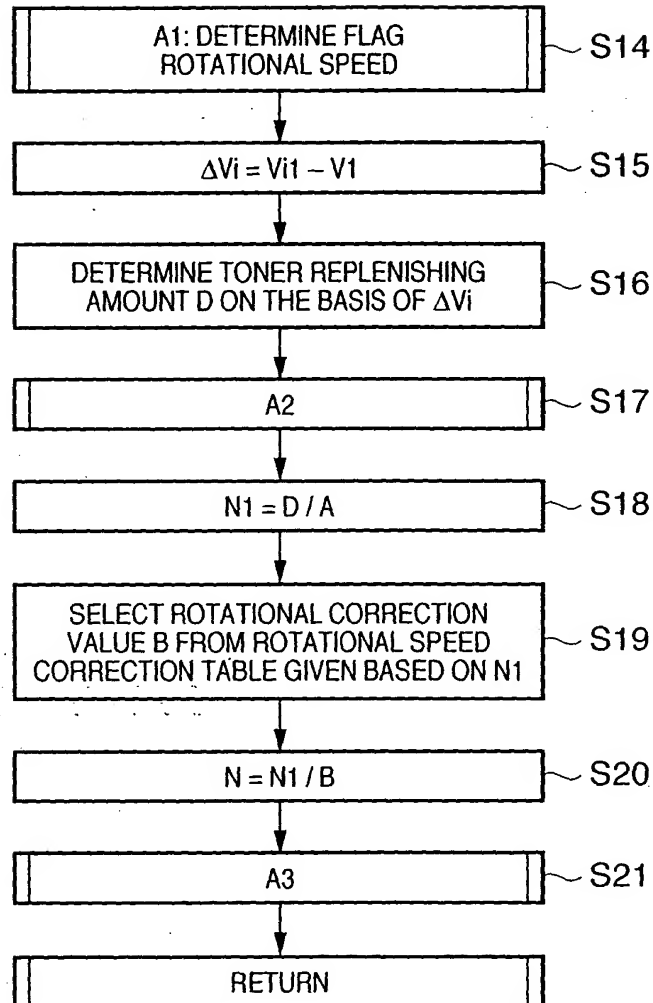 A1: DETERMINE FLAG
ROTATIONAL SPEED
S14
ΔVi = Vi1 – V1
S15
DETERMINE TONER REPLENISHING
AMOUNT D ON THE BASIS OF ΔVi
S16
A2
S17
N1 = D / A
S18
SELECT ROTATIONAL CORRECTION
VALUE B FROM ROTATIONAL SPEED
CORRECTION TABLE GIVEN BASED ON N1
S19
N = N1 / B
S20
A3
S21
RETURN